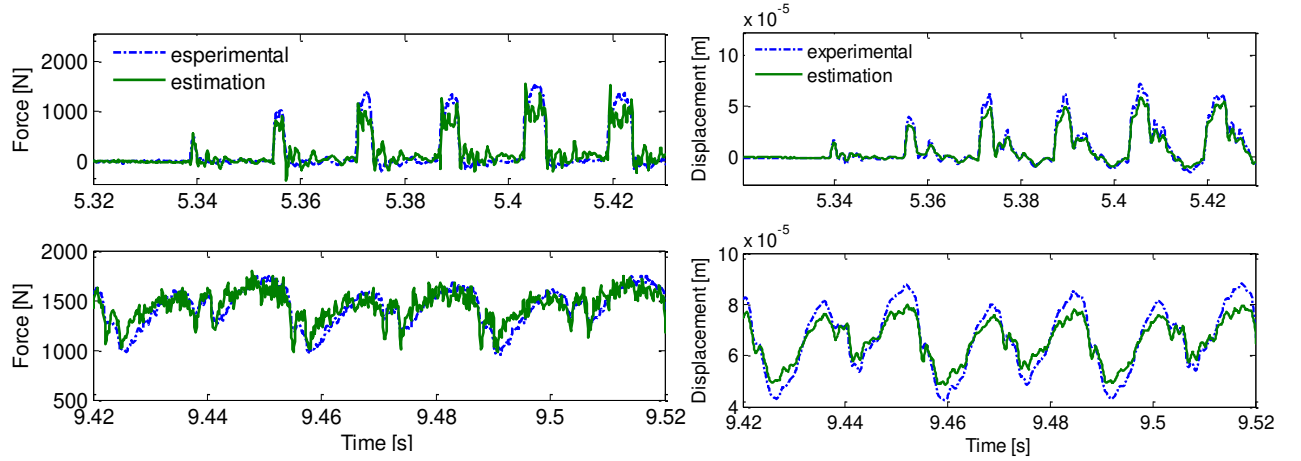 Force [N]
2000
1000
0
esperimental
estimation
5.32 5.34 5.36 5.38 5.4 5.42
x 10-5
Displacement [m]
10
5
0
experimental
estimation
5.34 5.36 5.38 5.4 5.42
Force [N]
2000
1500
1000
500
9.42 9.44 9.46 9.48 9.5 9.52
Time [s]
x 10-5
Displacement [m]
10
8
6
4
9.42 9.44 9.46 9.48 9.5 9.52
Time [s]